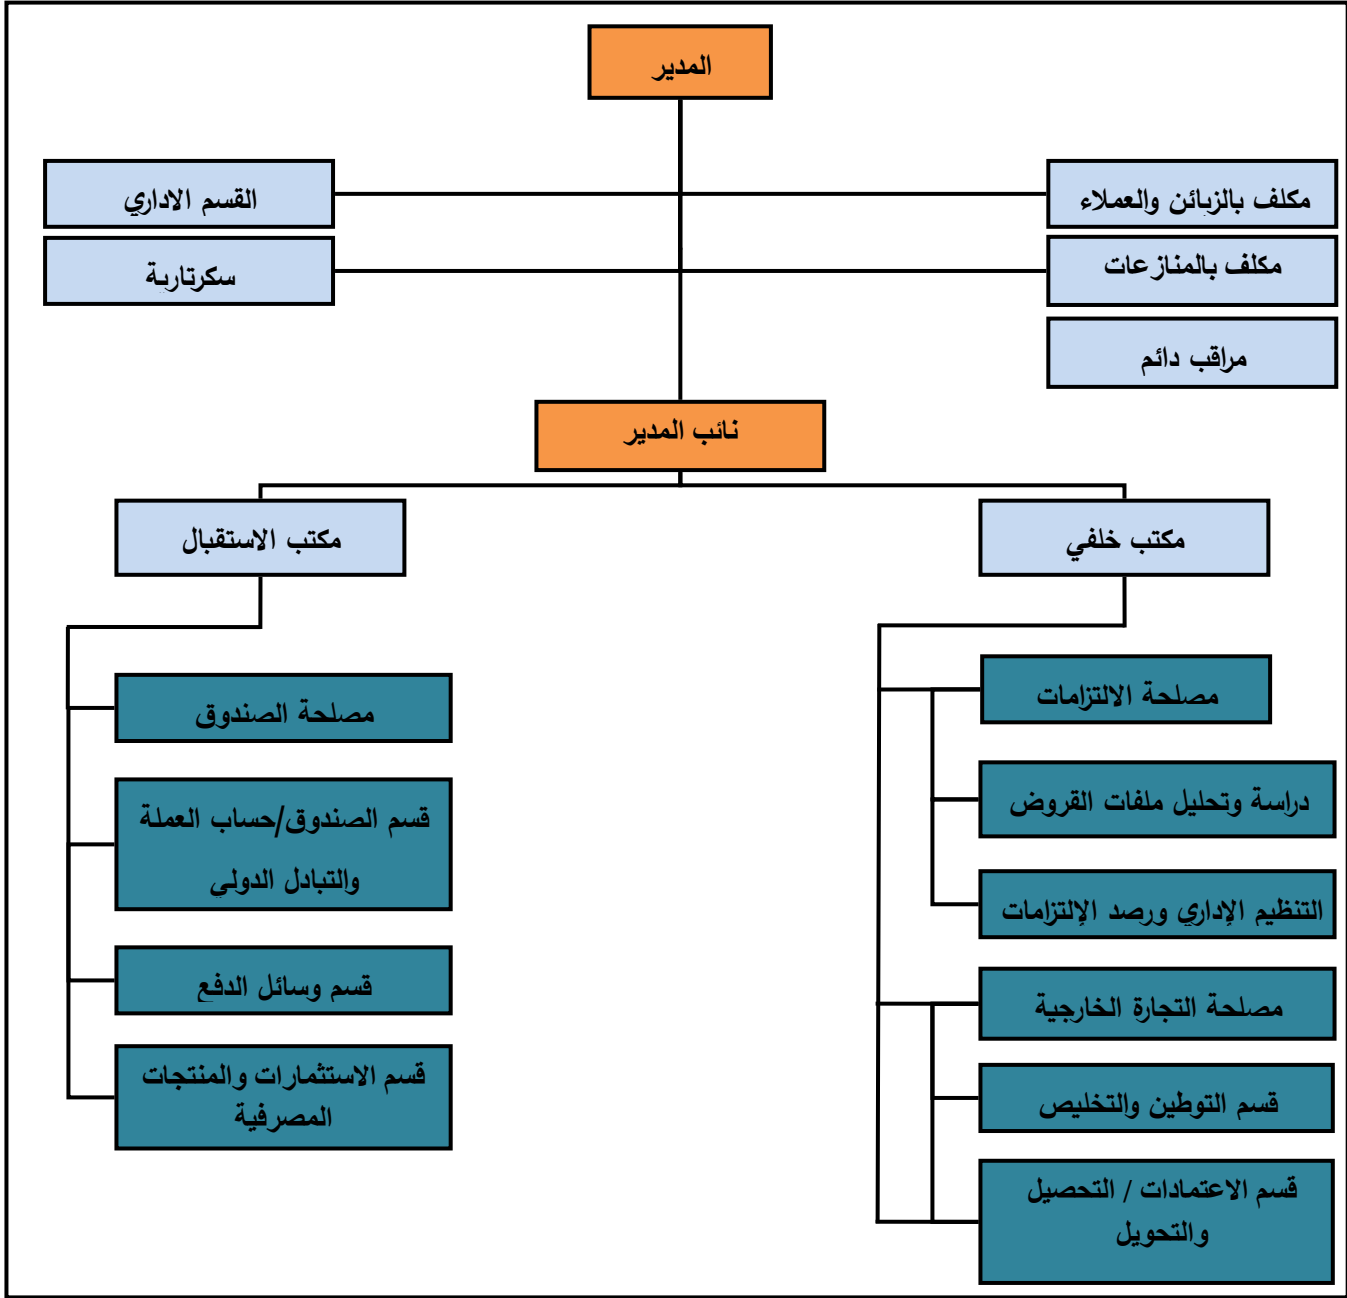 المدير
مكلف بالزبائن والعملاء
القسم الاداري
مكلف بالمنازعات
سكرتارية
مراقب دائم
نائب المدير
مكتب خلفي
مكتب الاستقبال
مصلحة الالتزامات
دراسة وتحليل ملفات القروض
التنظيم الإداري ورصد الإلتزامات
مصلحة التجارة الخارجية
قسم التوطين والتخليص
قسم الاعتمادات / التحصيل
والتحويل
مصلحة الصندوق
قسم الصندوق/حساب العملة
والتبادل الدولي
قسم وسائل الدفع
قسم الاستثمارات والمنتجات
المصرفية